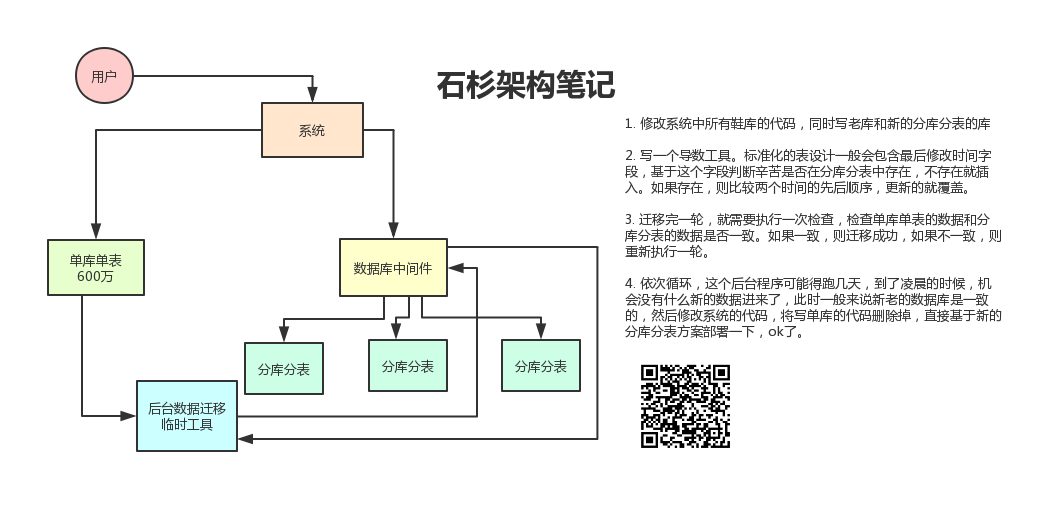 石杉架构笔记
用户
系统
单库单表
600万
数据库中间件
分库分表
分库分表
分库分表
后台数据迁移
临时工具
1. 修改系统中所有鞋库的代码，同时写老库和新的分库分表的库
2. 写一个导数工具。标准化的表设计一般会包含最后修改时间字
段，基于这个字段判断辛苦是否在分库分表中存在，不存在就插
入。如果存在，则比较两个时间的先后顺序，更新的就覆盖。
3. 迁移完一轮，就需要执行一次检查，检查单库单表的数据和分
库分表的数据是否一致。如果一致，则迁移成功，如果不一致，则
重新执行一轮。
4. 依次循环，这个后台程序可能得跑几天，到了凌晨的时候，机
会没有什么新的数据进来了，此时一般来说新老的数据库是一致
的，然后修改系统的代码，将写单库的代码删除掉，直接基于新的
分库分表方案部署一下，ok了。